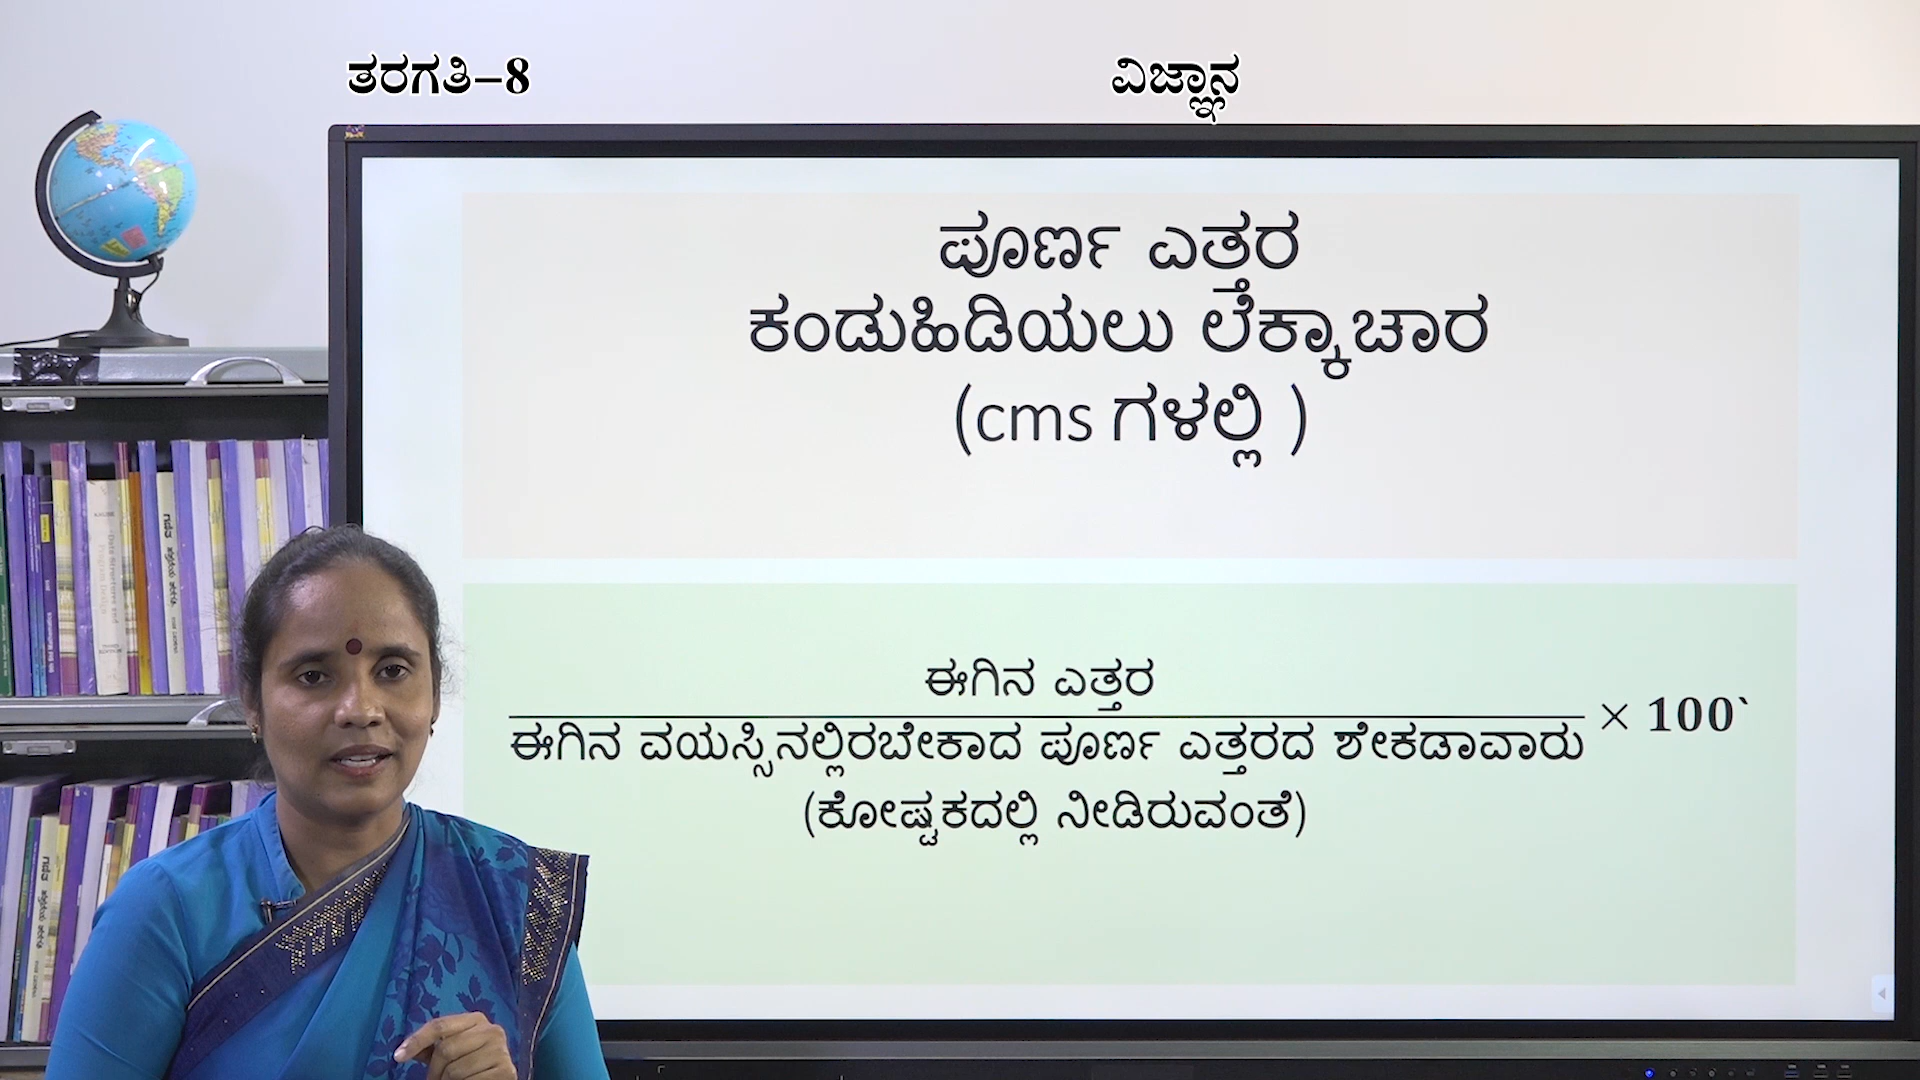 ತರಗತಿ–8
ವಿಜ್ಞಾನ
ಪೂರ್ಣ ಎತ್ತರ
ಕಂಡುಹಿಡಿಯಲು ಲೆಕ್ಕಾಚಾರ
(cms ಗಳಲ್ಲಿ )
ಈಗಿನ ಎತ್ತರ
ಈಗಿನ ವಯಸ್ಸಿನಲ್ಲಿರಬೇಕಾದ ಪೂರ್ಣ ಎತ್ತರದ ಶೇಕಡಾವಾರು × 100`
(ಕೋಷ್ಟಕದಲ್ಲಿ ನೀಡಿರುವಂತೆ)